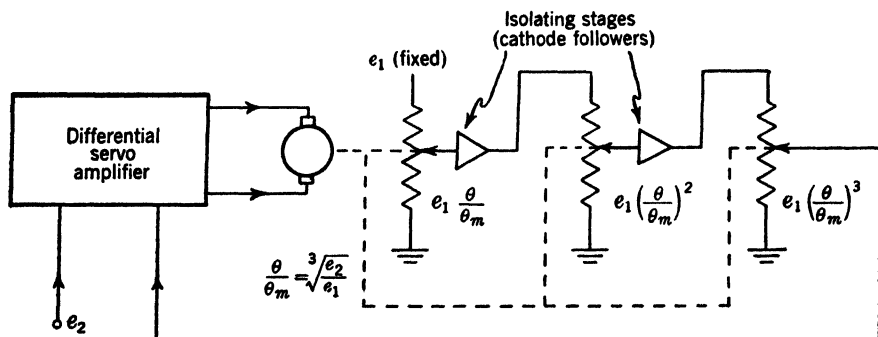 Isolating stages
(cathode followers)
e₁ (fixed)
Differential
servo
amplifier
e₁ θ/θₘ
e₁(θ/θₘ)²
e₁(θ/θₘ)³
θ/θₘ = ∛(e₂/e₁)
e₂